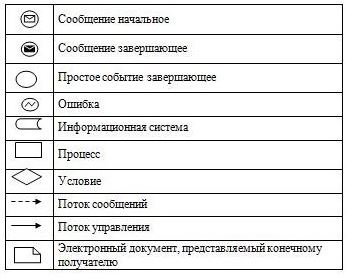 Сообщение начальное
Сообщение завершающее
Простое событие завершающее
Ошибка
Информационная система
Процесс
Условие
Поток сообщений
Поток управления
Электронный документ, представляемый конечному
получателю